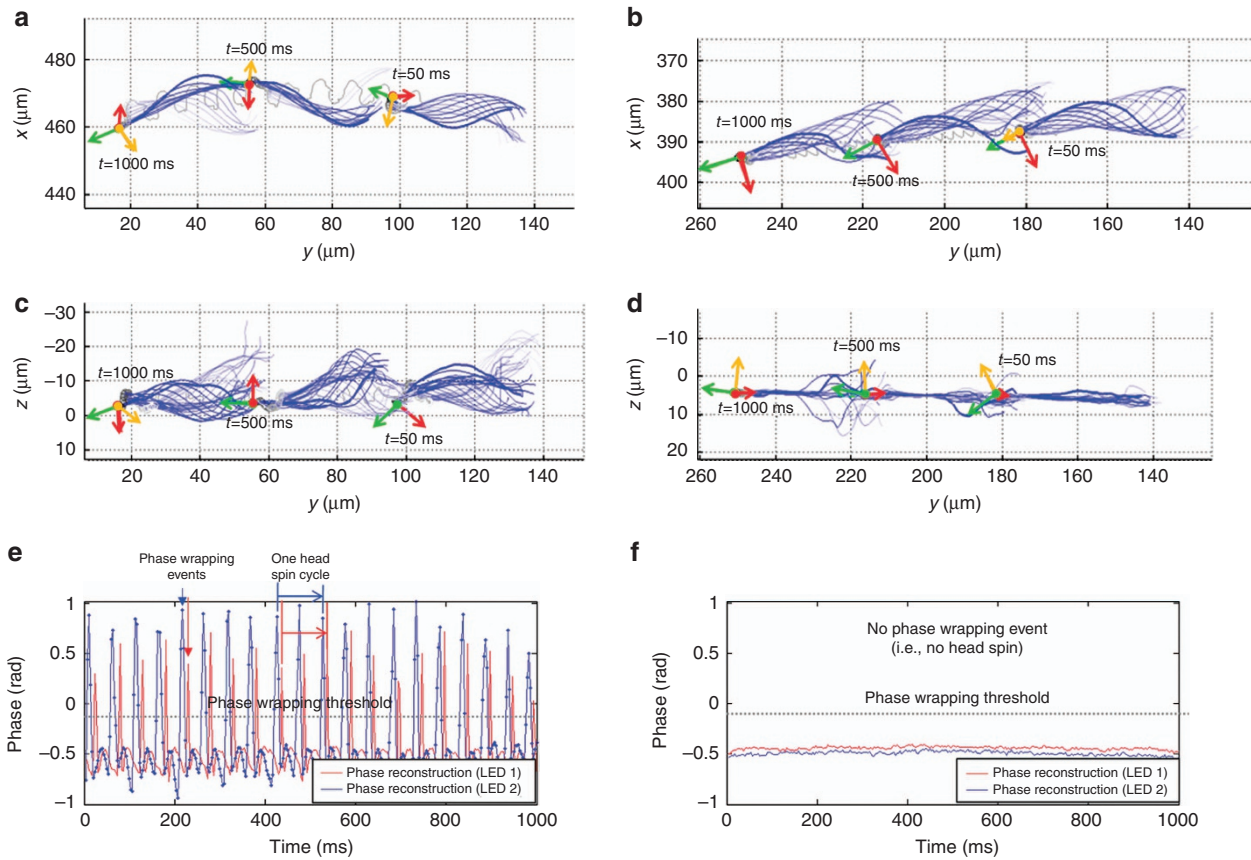 a
480
460
440
x (μm)
t=500 ms
t=50 ms
t=1000 ms
20
40
60
80
100
120
140
y (μm)
b
370
380
390
400
x (μm)
t=1000 ms
t=500 ms
t=50 ms
260
240
220
200
180
160
140
y (μm)
c
−30
−20
−10
0
10
z (μm)
t=1000 ms
t=500 ms
t=50 ms
20
40
60
80
100
120
140
y (μm)
d
−10
0
10
20
z (μm)
t=500 ms
t=50 ms
t=1000 ms
260
240
220
200
180
160
140
y (μm)
e
Phase wrapping
events
One head
spin cycle
1
0.5
0
−0.5
−1
Phase (rad)
Phase wrapping threshold
Phase reconstruction (LED 1)
Phase reconstruction (LED 2)
0
200
400
600
800
1000
Time (ms)
f
1
0.5
0
−0.5
−1
Phase (rad)
No phase wrapping event
(i.e., no head spin)
Phase wrapping threshold
Phase reconstruction (LED 1)
Phase reconstruction (LED 2)
0
200
400
600
800
1000
Time (ms)